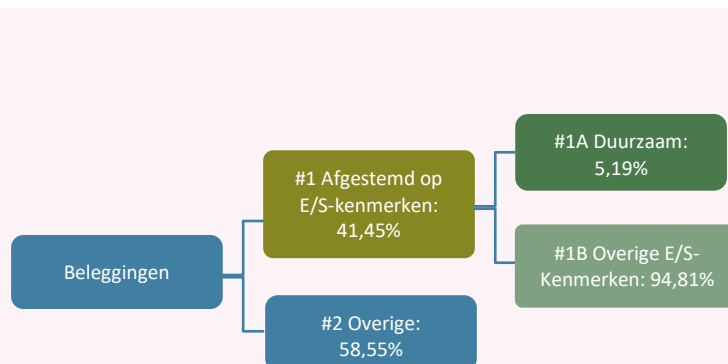 Beleggingen
#1 Afgestemd op
E/S-kenmerken:
41,45%
#2 Overige:
58,55%
#1A Duurzaam:
5,19%
#1B Overige E/S-
Kenmerken: 94,81%